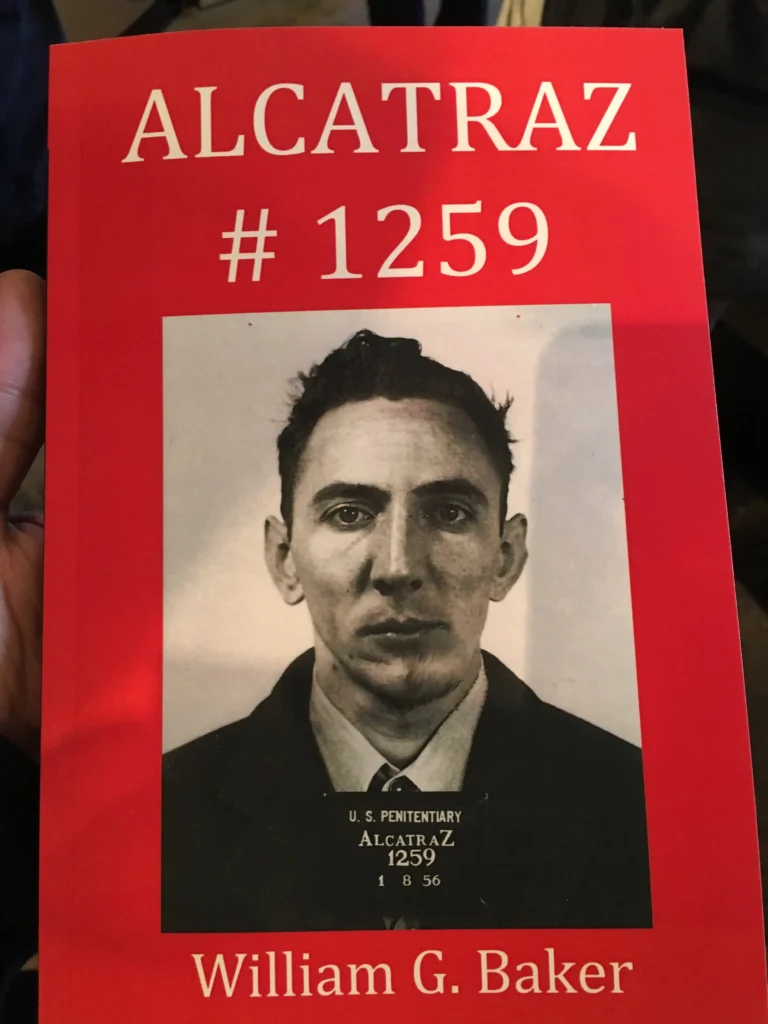 ALCATRAZ
# 1259
U. S. PENITENTIARY
ALCATRAZ
1259
1 8 56
William G. Baker